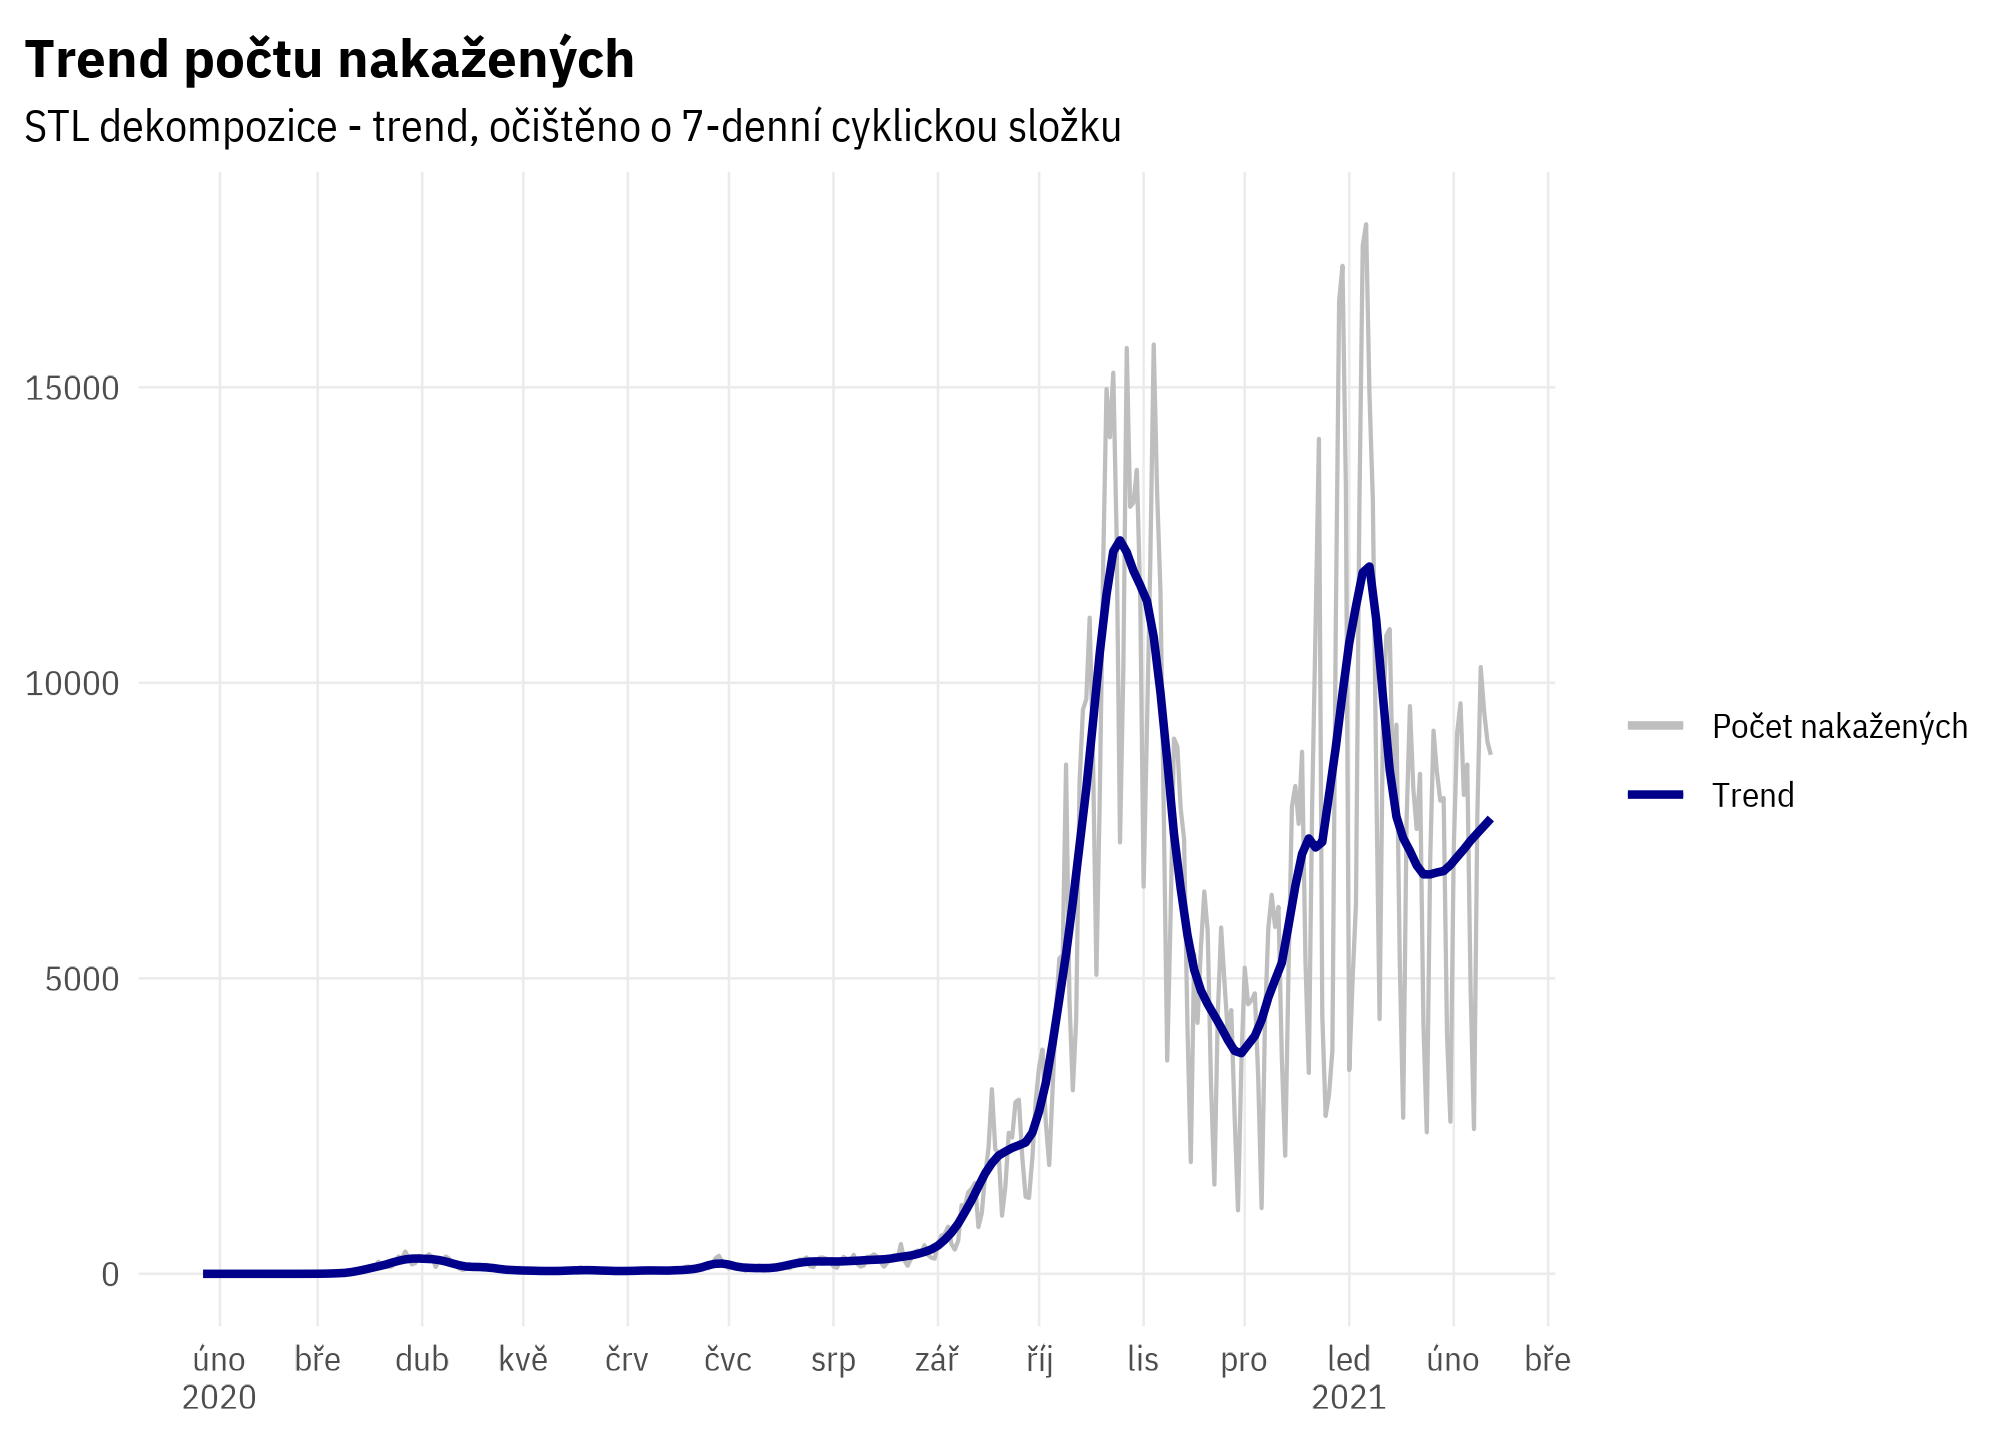 Trend počtu nakažených
STL dekompozice - trend, očištěno o 7-denní cyklickou složku
15000
10000
5000
0
úno bře dub kvě črv čvc srp zář říj lis pro led úno bře
2020 2021
Počet nakažených
Trend